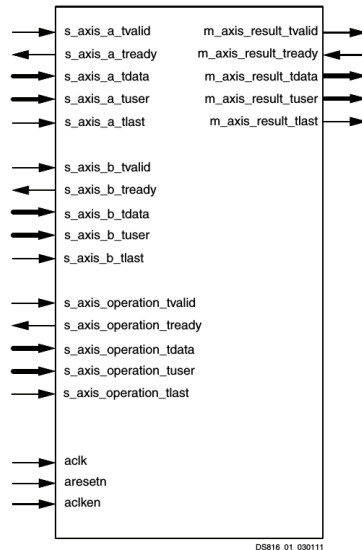 s_axis_a_tvalid
s_axis_a_tready
s_axis_a_tdata
s_axis_a_tuser
s_axis_a_tlast
s_axis_b_tvalid
s_axis_b_tready
s_axis_b_tdata
s_axis_b_tuser
s_axis_b_tlast
s_axis_operation_tvalid
s_axis_operation_tready
s_axis_operation_tdata
s_axis_operation_tuser
s_axis_operation_tlast
aclk
aresetn
aclken
m_axis_result_tvalid
m_axis_result_tready
m_axis_result_tdata
m_axis_result_tuser
m_axis_result_tlast
DS816_01_030111